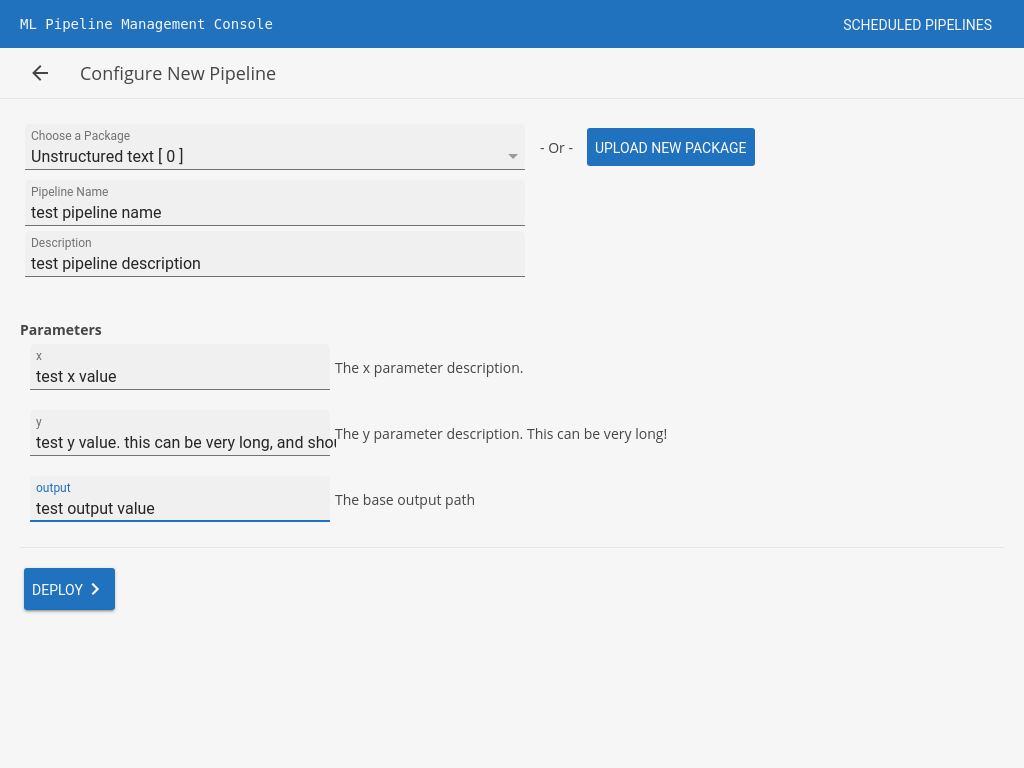 ML Pipeline Management Console
SCHEDULED PIPELINES
Configure New Pipeline
Choose a Package
Unstructured text [ 0 ]
- Or -
UPLOAD NEW PACKAGE
Pipeline Name
test pipeline name
Description
test pipeline description
Parameters
x
test x value
The x parameter description.
y
test y value. this can be very long, and
The y parameter description. This can be very long!
output
test output value
The base output path
DEPLOY